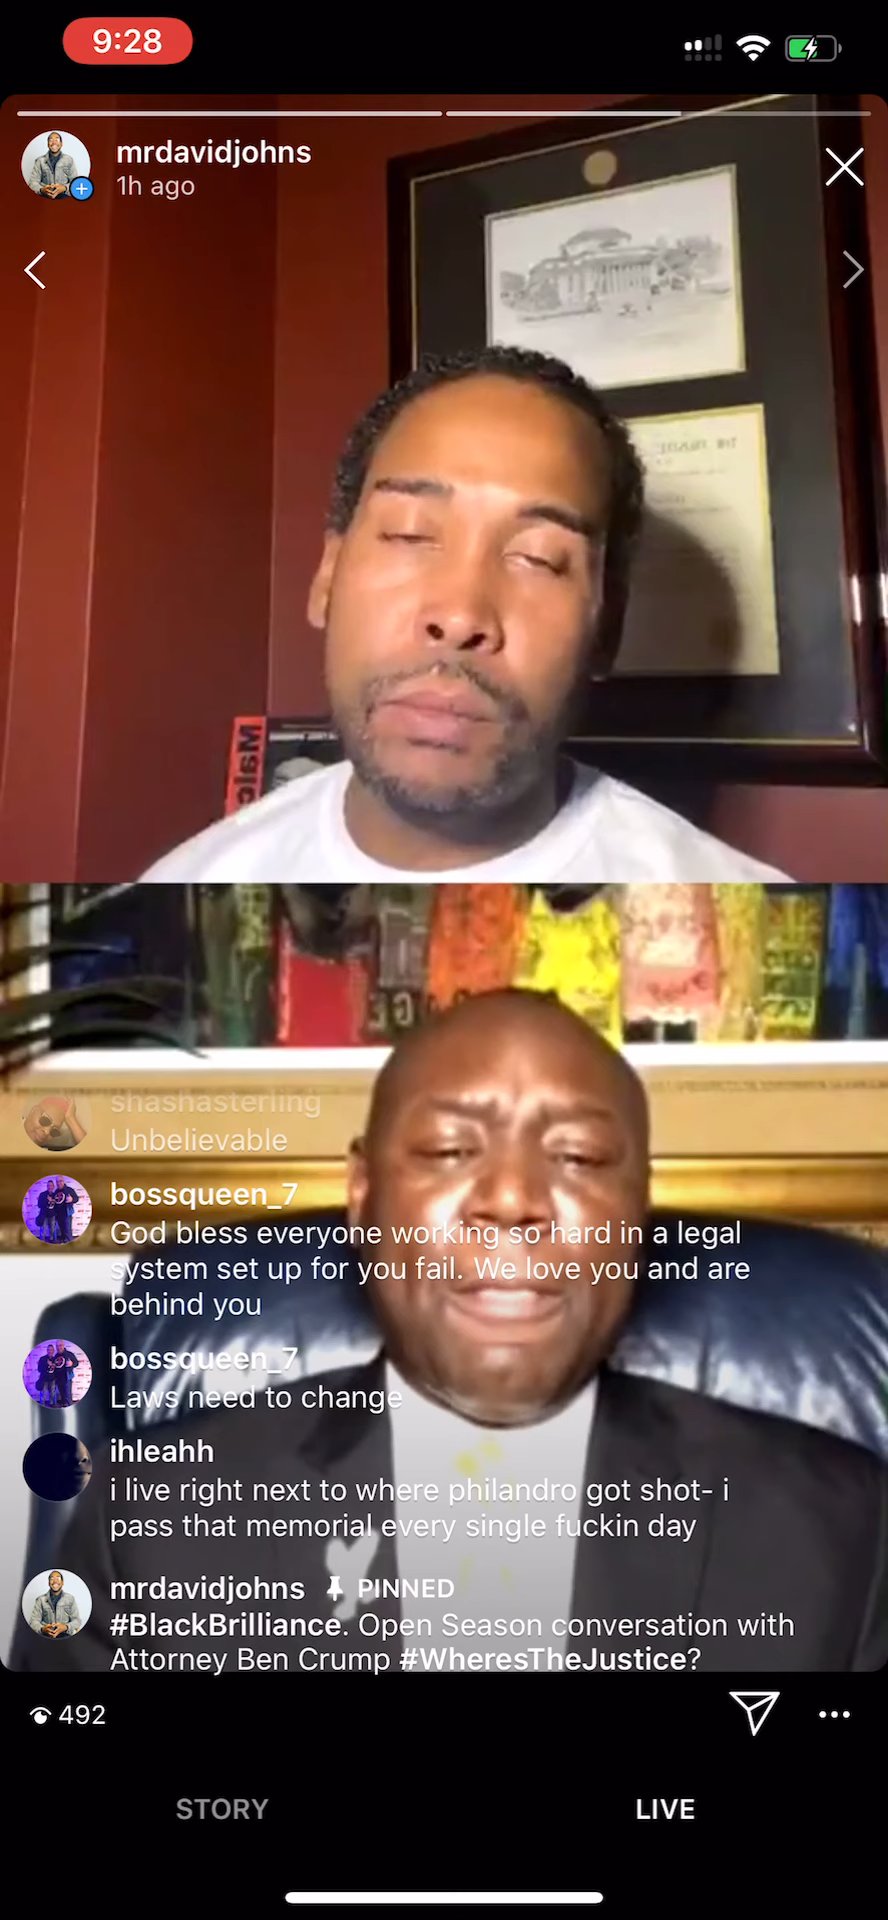 9:28
mrdavidjohns
1h ago
Malc
shashasterling
Unbelievable
bossqueen_7
God bless everyone working so hard in a legal
system set up for you fail. We love you and are
behind you
bossqueen_7
Laws need to change
ihleahh
i live right next to where philandro got shot- i
pass that memorial every single fuckin day
mrdavidjohns PINNED
#BlackBrilliance. Open Season conversation with
Attorney Ben Crump #WheresTheJustice?
492
STORY
LIVE